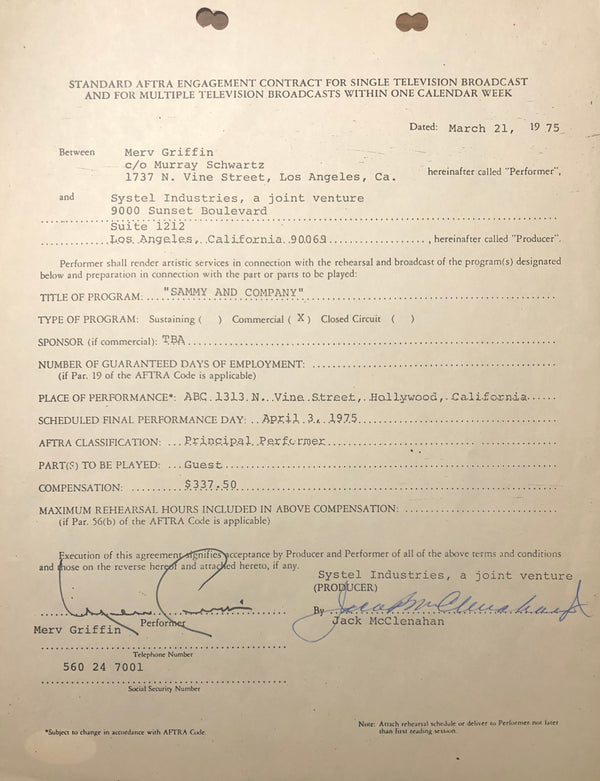 STANDARD AFTRA ENGAGEMENT CONTRACT FOR SINGLE TELEVISION BROADCAST
AND FOR MULTIPLE TELEVISION BROADCASTS WITHIN ONE CALENDAR WEEK
Dated: March 21, 1975
Between Merv Griffin
c/o Murray Schwartz
1737 N. Vine Street, Los Angeles, Ca. hereinafter called "Performer",
and Systel Industries, a joint venture
9000 Sunset Boulevard
Suite 1212
Los Angeles, California 90069, hereinafter called "Producer".
Performer shall render artistic services in connection with the rehearsal and broadcast of the program(s) designated
below and preparation in connection with the part or parts to be played:
TITLE OF PROGRAM: "SAMMY AND COMPANY"
TYPE OF PROGRAM: Sustaining ( ) Commercial ( X ) Closed Circuit ( )
SPONSOR (if commercial): TBA
NUMBER OF GUARANTEED DAYS OF EMPLOYMENT:
(if Par. 19 of the AFTRA Code is applicable)
PLACE OF PERFORMANCE*: ABC 1313 N. Vine Street, Hollywood, California
SCHEDULED FINAL PERFORMANCE DAY: April 3, 1975
AFTRA CLASSIFICATION: Principal Performer
PART(S) TO BE PLAYED: Guest
COMPENSATION: $337.50
MAXIMUM REHEARSAL HOURS INCLUDED IN ABOVE COMPENSATION:
(if Par. 56(b) of the AFTRA Code is applicable)
Execution of this agreement signifies acceptance by Producer and Performer of all of the above terms and conditions
and those on the reverse hereof and attached hereto, if any.
Systel Industries, a joint venture
(PRODUCER)
By Jack McClenahan
Performer
Merv Griffin
Jack McClenahan
Telephone Number
560 24 7001
Social Security Number
*Subject to change in accordance with AFTRA Code.
Note: Attach rehearsal schedule or deliver to Performer not later
than first reading session.